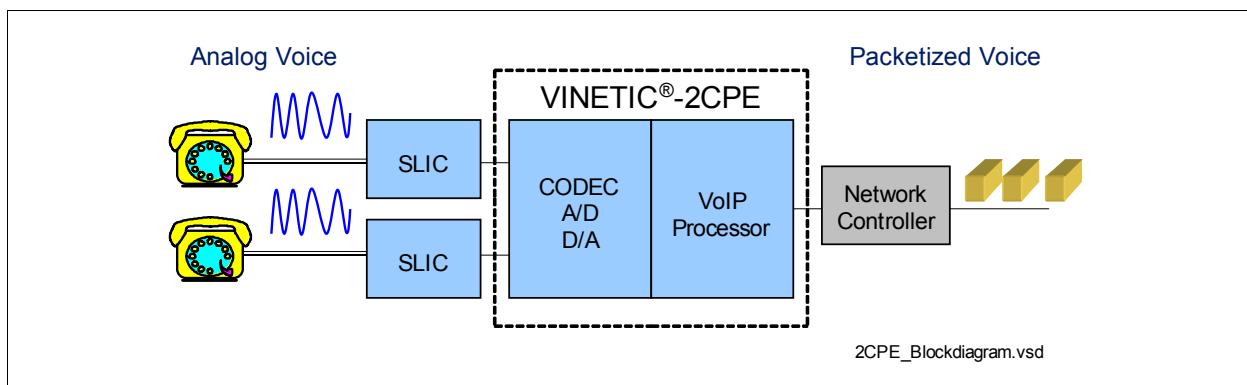 Analog Voice
Packetized Voice
VINETIC®-2CPE
SLIC
SLIC
CODEC
A/D
D/A
VoIP
Processor
Network
Controller
2CPE_Blockdiagram.vsd